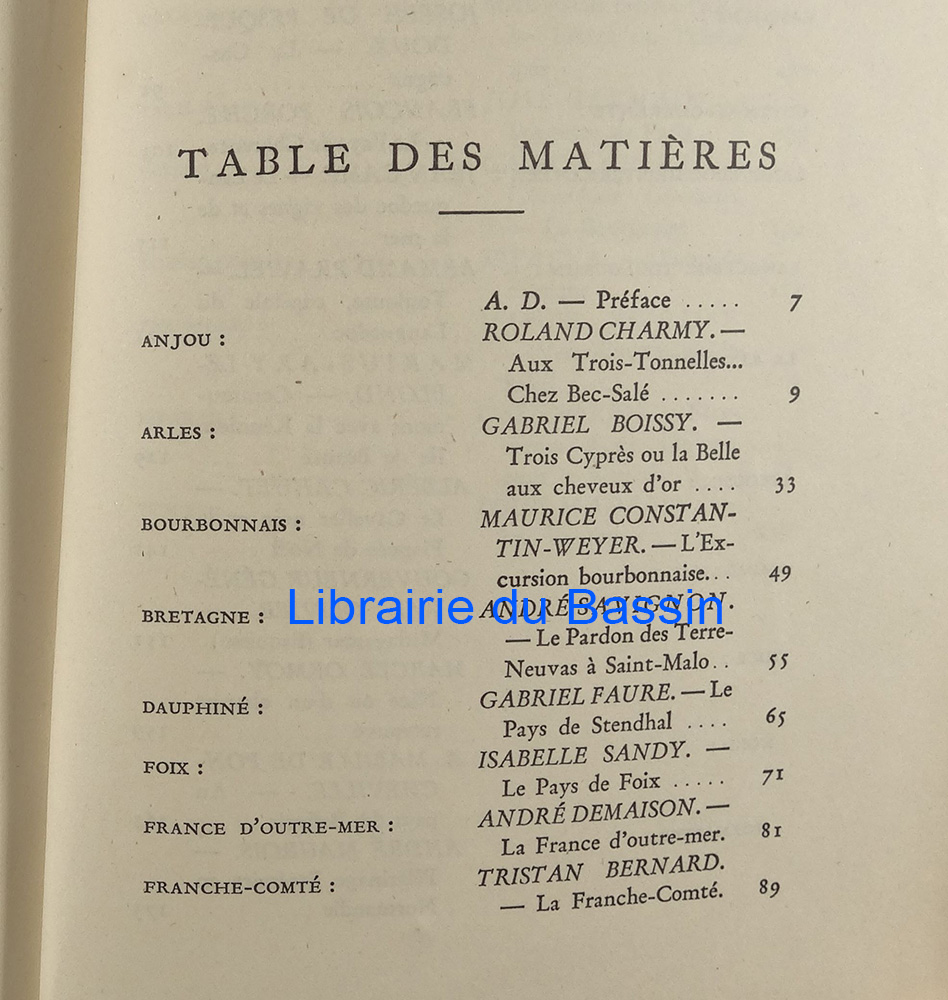 TABLE DES MATIÈRES
A. D. — Préface ..... 7
ANJOU : ROLAND CHARMY. —
Aux Trois-Tonnelles...
Chez Bec-Salé ....... 9
ARLES : GABRIEL BOISSY. —
Trois Cyprès ou la Belle
aux cheveux d'or .... 33
BOURBONNAIS : MAURICE CONSTAN-
TIN-WEYER. — L'Ex-
cursion bourbonnaise... 49
Librairie du Bassin
BRETAGNE : ANDRÉ SAVIGNON.
— Le Pardon des Terre-
Neuvas à Saint-Malo.. 55
DAUPHINÉ : GABRIEL FAURE. — Le
Pays de Stendhal .... 65
FOIX : ISABELLE SANDY. —
Le Pays de Foix ..... 71
FRANCE D'OUTRE-MER : ANDRÉ DEMAISON. —
La France d'outre-mer. 81
FRANCHE-COMTÉ : TRISTAN BERNARD.
— La Franche-Comté. 89